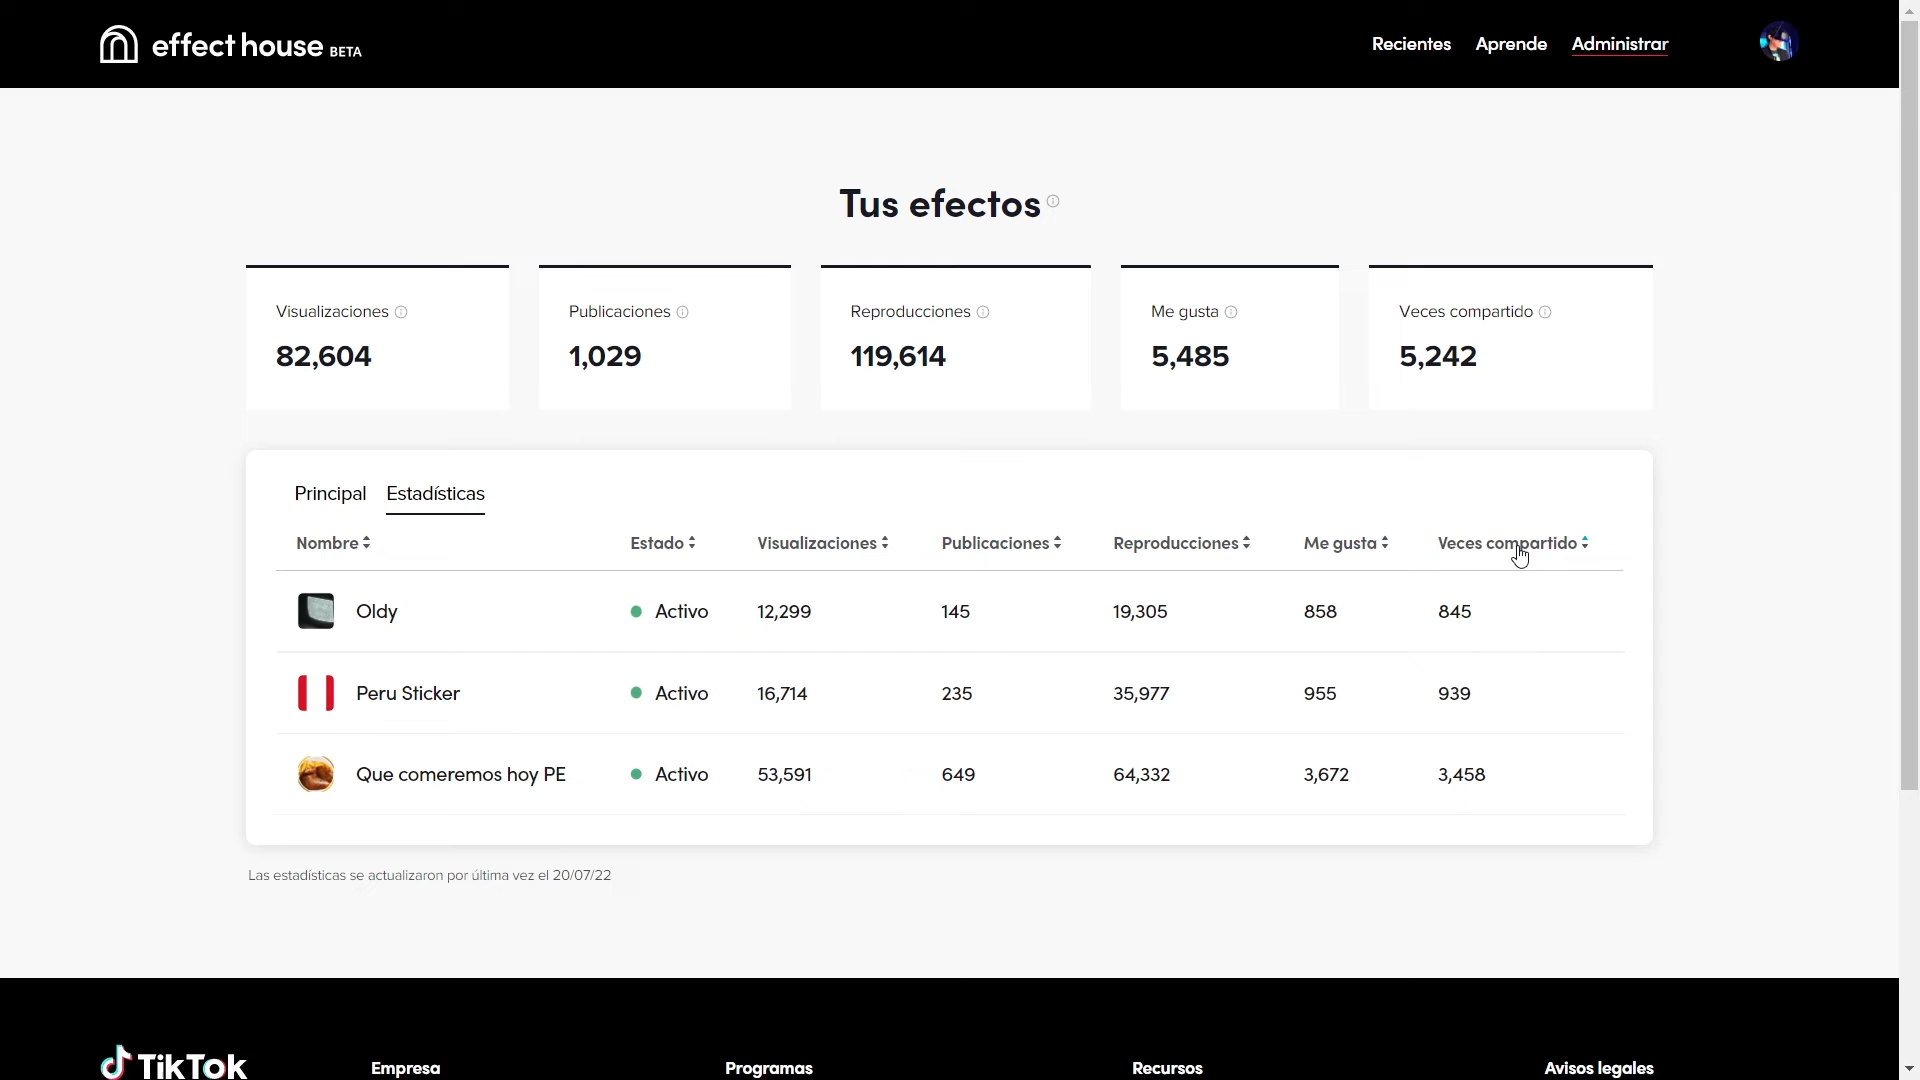 effect house BETA
Recientes Aprende Administrar
Tus efectos
Visualizaciones Publicaciones Reproducciones Me gusta Veces compartido
82,604 1,029 119,614 5,485 5,242
Principal Estadísticas
Nombre Estado Visualizaciones Publicaciones Reproducciones Me gusta Veces compartido
Oldy Activo 12,299 145 19,305 858 845
Peru Sticker Activo 16,714 235 35,977 955 939
Que comeremos hoy PE Activo 53,591 649 64,332 3,672 3,458
Las estadísticas se actualizaron por última vez el 20/07/22
TikTok Empresa Programas Recursos Avisos legales